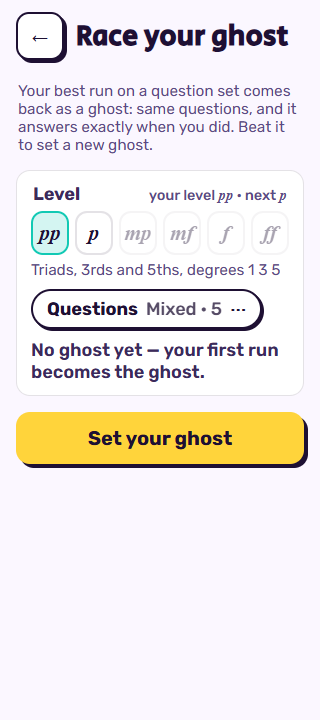 ← Race your ghost
Your best run on a question set comes
back as a ghost: same questions, and it
answers exactly when you did. Beat it
to set a new ghost.
Level your level pp · next p
pp p mp mf f ff
Triads, 3rds and 5ths, degrees 1 3 5
Questions Mixed · 5 ···
No ghost yet — your first run
becomes the ghost.
Set your ghost